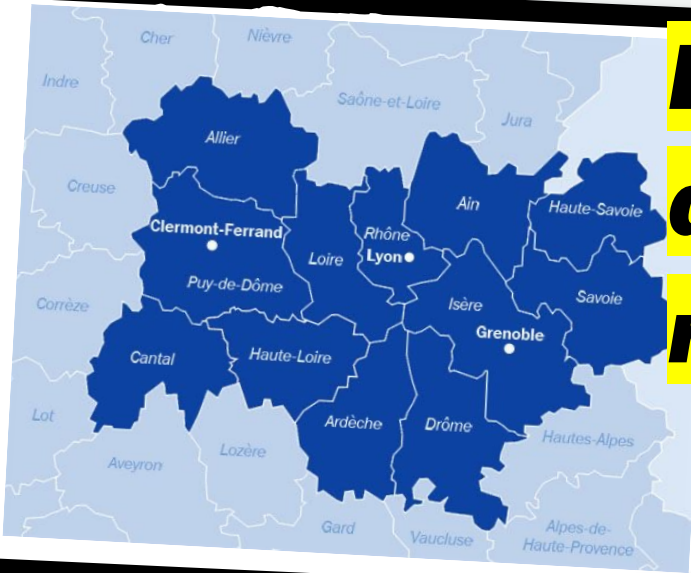 Nièvre
Cher
Indre
Saône-et-Loire
Jura
Allier
Creuse
Ain
Haute-Savoie
Clermont-Ferrand
Rhône
Lyon
Loire
Puy-de-Dôme
Savoie
Isère
Corrèze
Grenoble
Cantal
Haute-Loire
Lot
Ardèche
Drôme
Hautes-Alpes
Lozère
Aveyron
Gard
Vaucluse
Alpes-de-
Haute-Provence